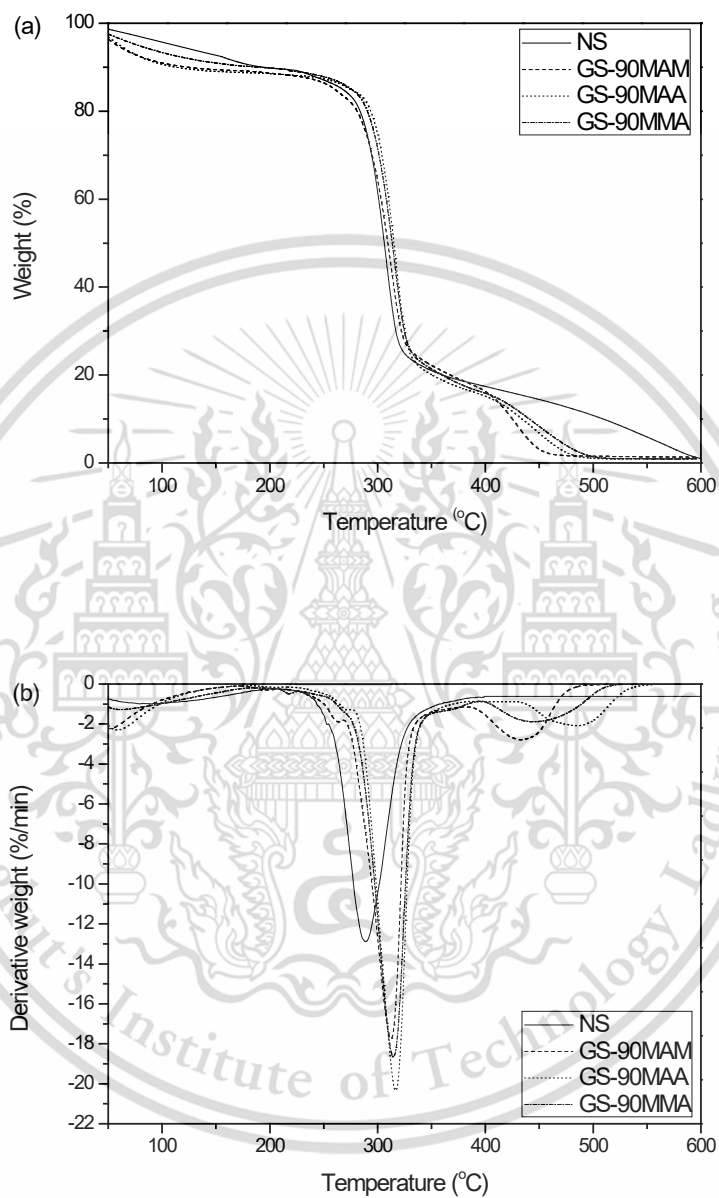 (a)
100
80
60
40
20
0
Weight (%)
NS
GS-90MAM
GS-90MAA
GS-90MMA
100 200 300 400 500 600
Temperature (°C)
(b)
0
-2
-4
-6
-8
-10
-12
-14
-16
-18
-20
-22
Derivative weight (%/min)
NS
GS-90MAM
GS-90MAA
GS-90MMA
100 200 300 400 500 600
Temperature (°C)
Institute of Technology